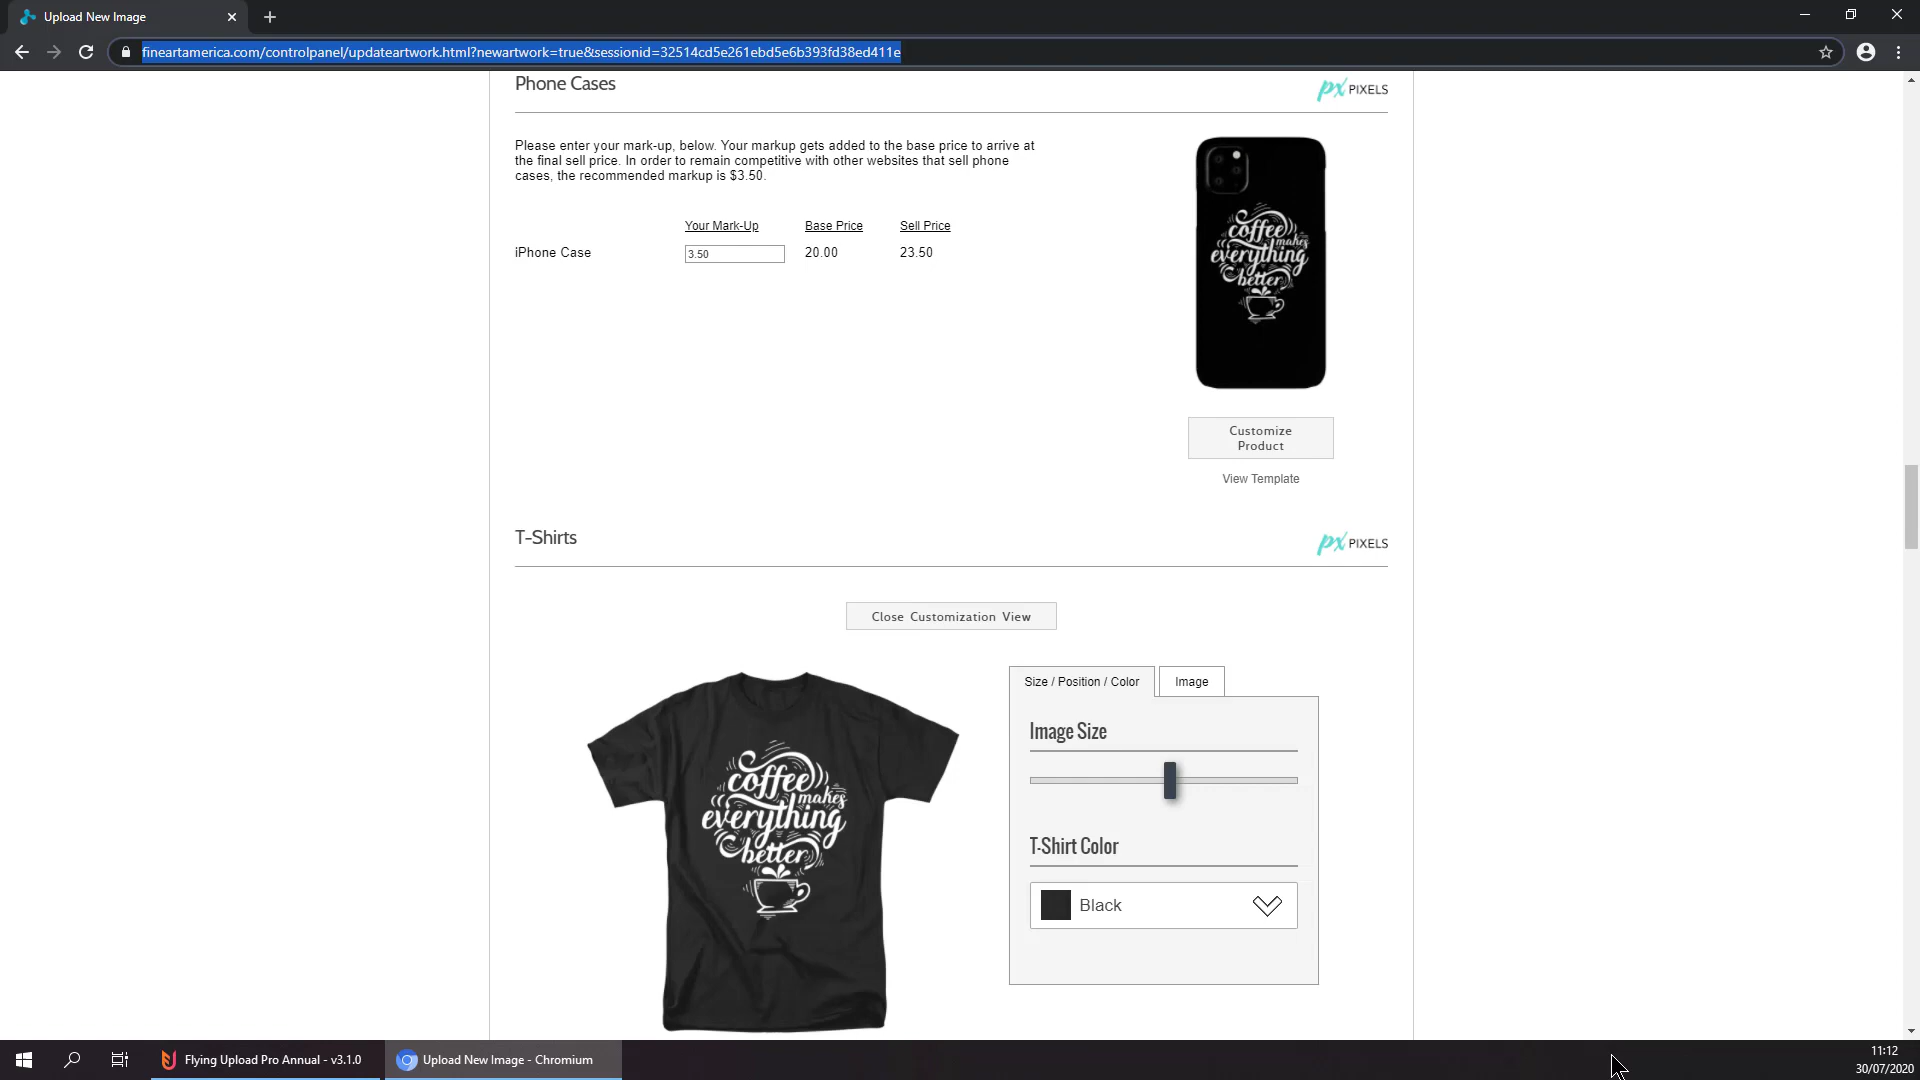 Upload New Image
fineartamerica.com/controlpanel/updateartwork.html?newartwork=true&sessionid=32514cd5e261ebd5e6b393fd38ed411e
Phone Cases
px PIXELS
Please enter your mark-up, below. Your markup gets added to the base price to arrive at
the final sell price. In order to remain competitive with other websites that sell phone
cases, the recommended markup is $3.50.
Your Mark-Up Base Price Sell Price
iPhone Case 3.50 20.00 23.50
coffee
makes
everything
better
Customize
Product
View Template
T-Shirts
px PIXELS
Close Customization View
coffee
makes
everything
better
Size / Position / Color Image
Image Size
T-Shirt Color
Black
Flying Upload Pro Annual - v3.1.0
Upload New Image - Chromium
11:12
30/07/2020